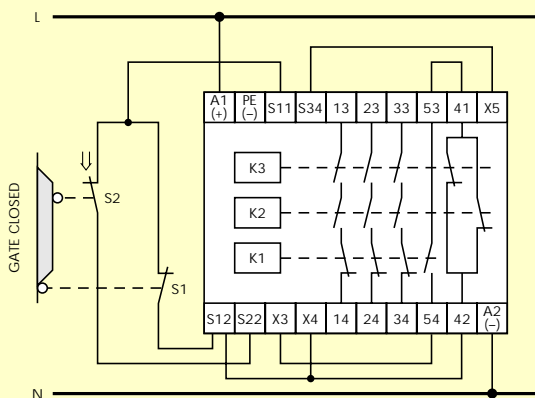 L
A1 (+) PE (–) S11 S34 13 23 33 53 41 X5
K3
S2
K2
GATE CLOSED
K1
S1
S12 S22 X3 X4 14 24 34 54 42 A2 (–)
N